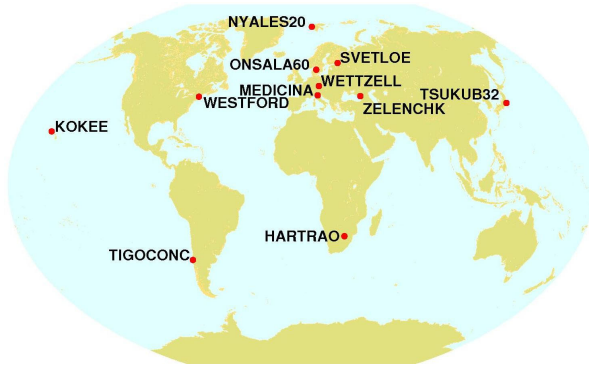 NYALES20
SVETLOE
ONSALA60
WETTZELL
MEDICINA
TSUKUB32
WESTFORD
ZELENCHK
KOKEE
HARTRAO
TIGOCONC